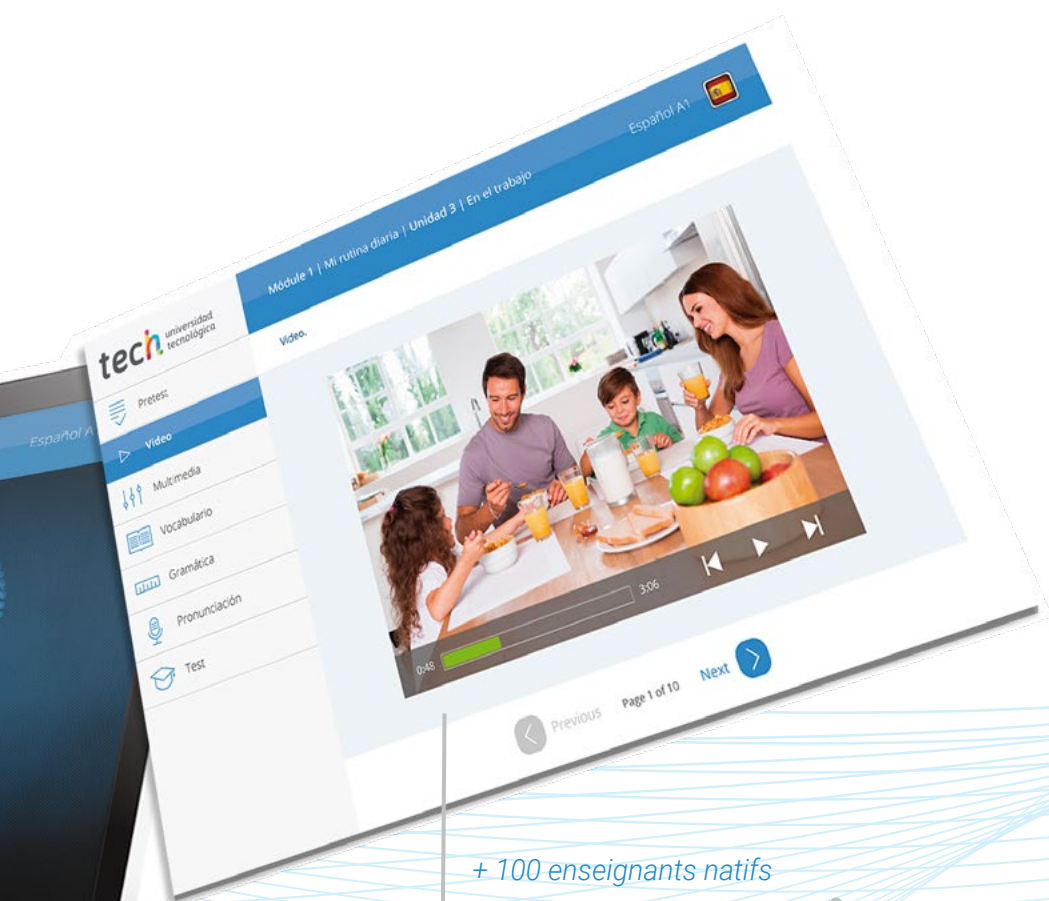 Español A1
Módule 1 | Mi rutina diaria | Unidad 3 | En el trabajo
tech universidad
tecnológica
Video.
Pretest
Video
Multimedia
Vocabulario
Gramática
Pronunciación
Test
Español A
0:48
3:06
Previous
Page 1 of 10
Next
+ 100 enseignants natifs